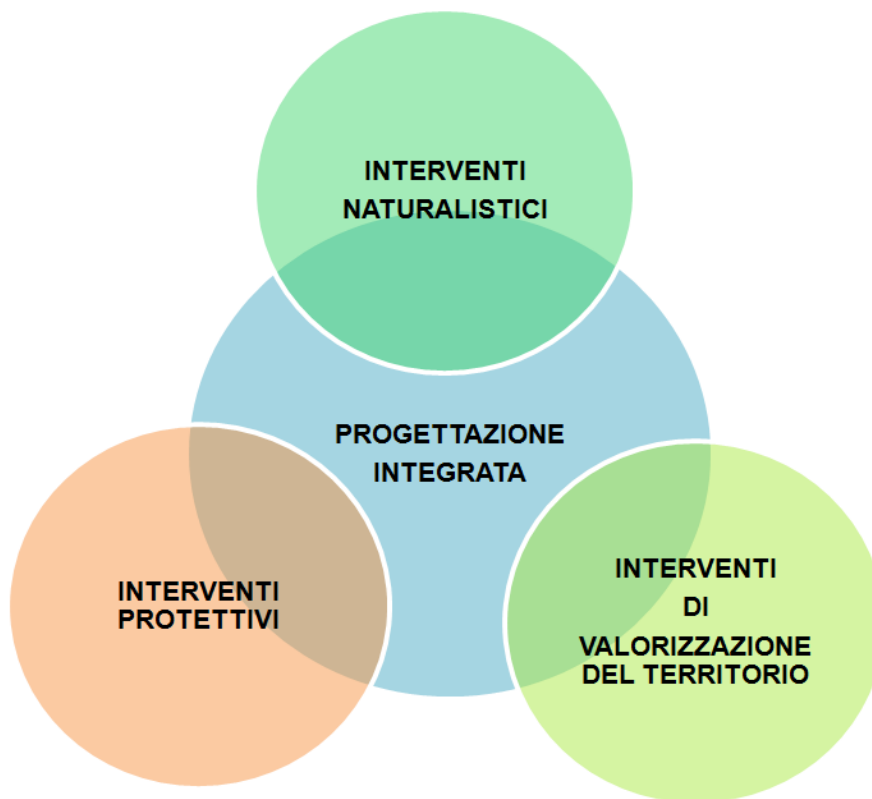 INTERVENTI
NATURALISTICI
PROGETTAZIONE
INTEGRATA
INTERVENTI
PROTETTIVI
INTERVENTI
DI
VALORIZZAZIONE
DEL TERRITORIO